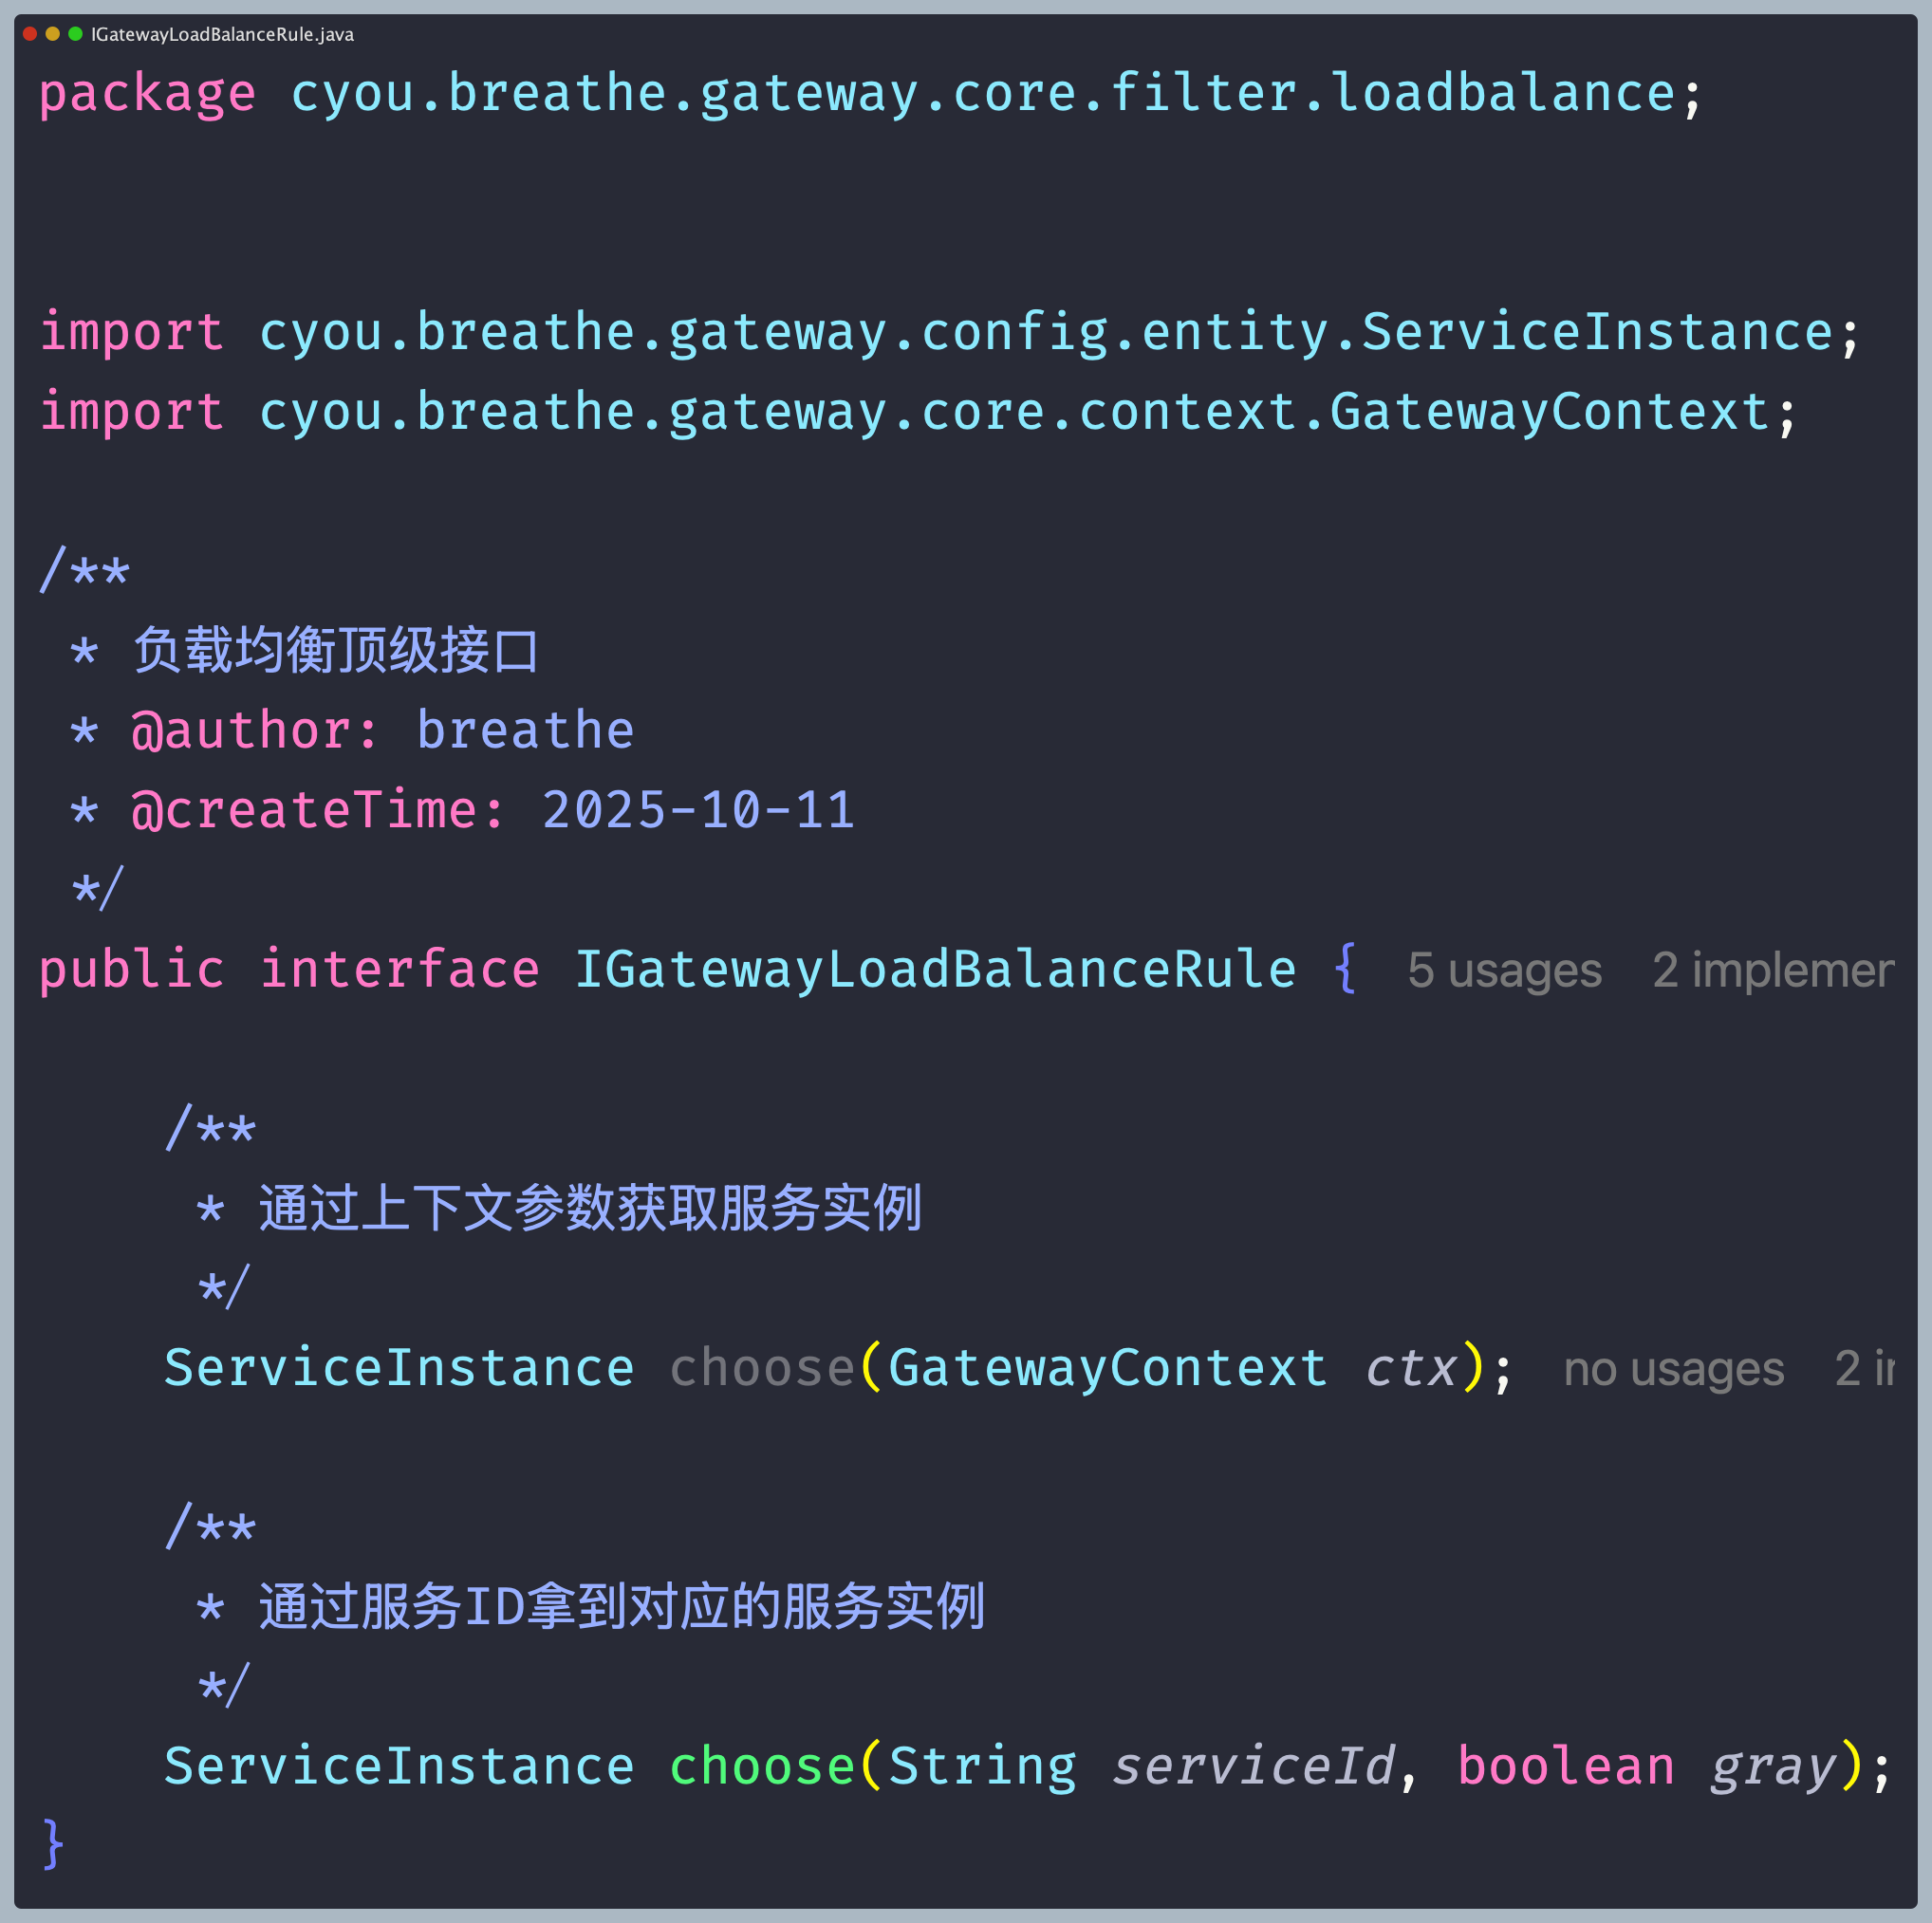 IGatewayLoadBalanceRule.java
package cyou.breathe.gateway.core.filter.loadbalance;
import cyou.breathe.gateway.config.entity.ServiceInstance;
import cyou.breathe.gateway.core.context.GatewayContext;
/**
 * 负载均衡顶级接口
 * @author: breathe
 * @createTime: 2025-10-11
 */
public interface IGatewayLoadBalanceRule { 5 usages 2
    /**
     * 通过上下文参数获取服务实例
     */
    ServiceInstance choose(GatewayContext ctx); no usages 2
    /**
     * 通过服务ID拿到对应的服务实例
     */
    ServiceInstance choose(String serviceId, boolean gray);
}